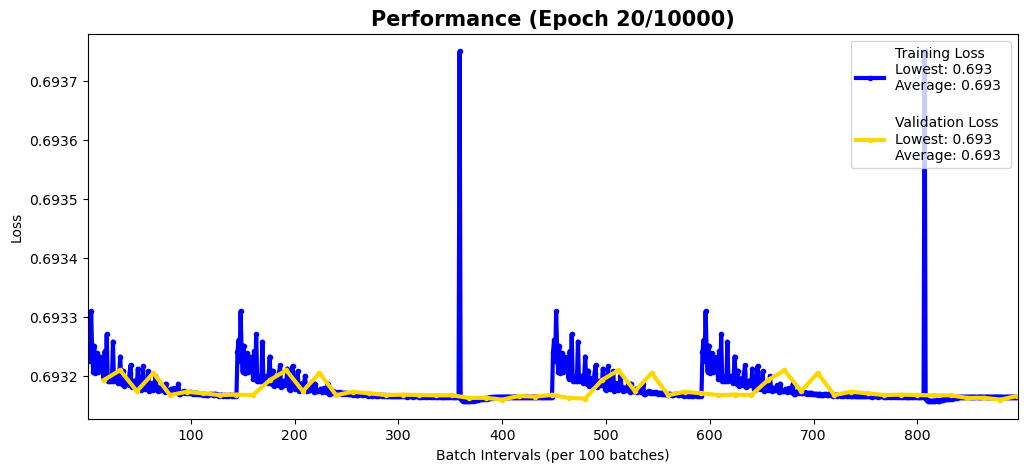 Performance (Epoch 20/10000)
Training Loss
Lowest: 0.693
Average: 0.693
Validation Loss
Lowest: 0.693
Average: 0.693
Loss
0.6937
0.6936
0.6935
0.6934
0.6933
0.6932
100 200 300 400 500 600 700 800
Batch Intervals (per 100 batches)